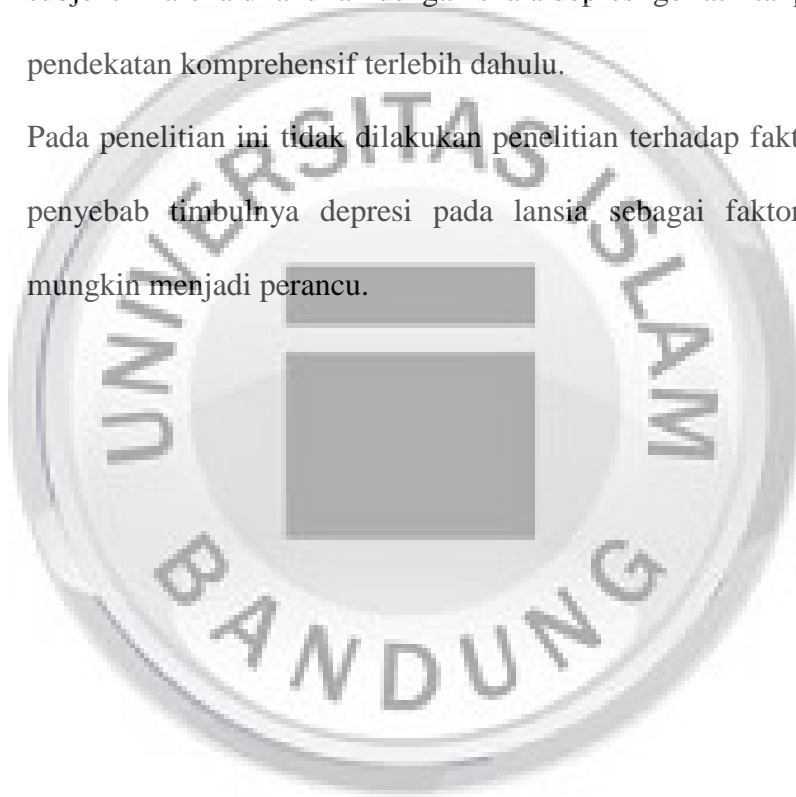 pendekatan komprehensif terlebih dahulu.
Pada penelitian ini tidak dilakukan penelitian terhadap fakt
penyebab timbulnya depresi pada lansia sebagai faktor
mungkin menjadi perancu.
UNIVERSITAS ISLAM
BANDUNG